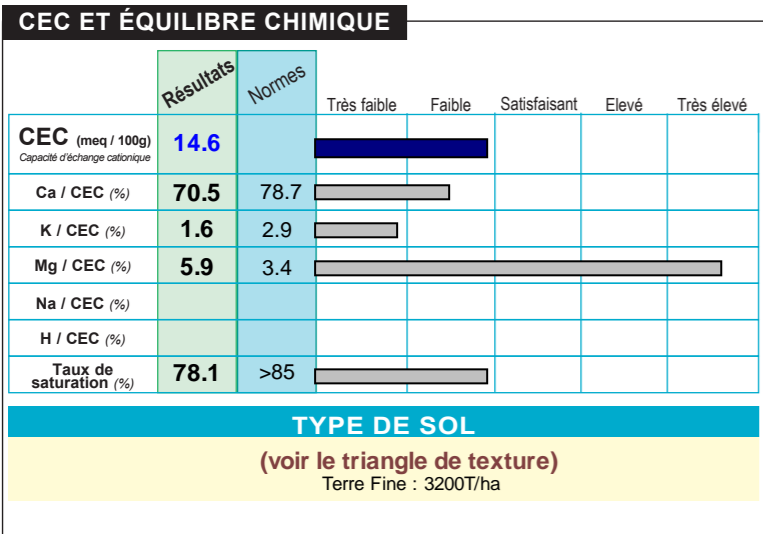 CEC ET ÉQUILIBRE CHIMIQUE
Résultats Normes Très faible Faible Satisfaisant Elevé Très élevé
CEC (meq / 100g) 14.6
Capacité d'échange cationique
Ca / CEC (%) 70.5 78.7
K / CEC (%) 1.6 2.9
Mg / CEC (%) 5.9 3.4
Na / CEC (%)
H / CEC (%)
Taux de
saturation (%) 78.1 >85
TYPE DE SOL
(voir le triangle de texture)
Terre Fine : 3200T/ha